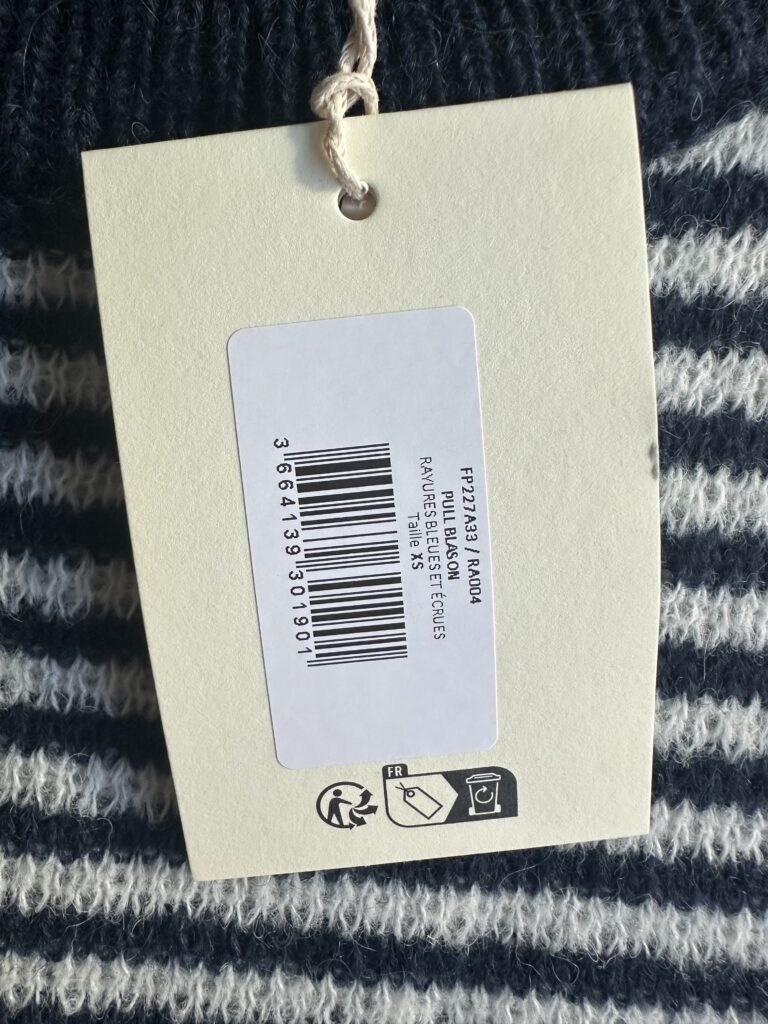 FP227A33 / RA004
PULL BLASON
RAYURES BLEUES ET ÉCRUES
Taille XS
3 664139 301901
FR